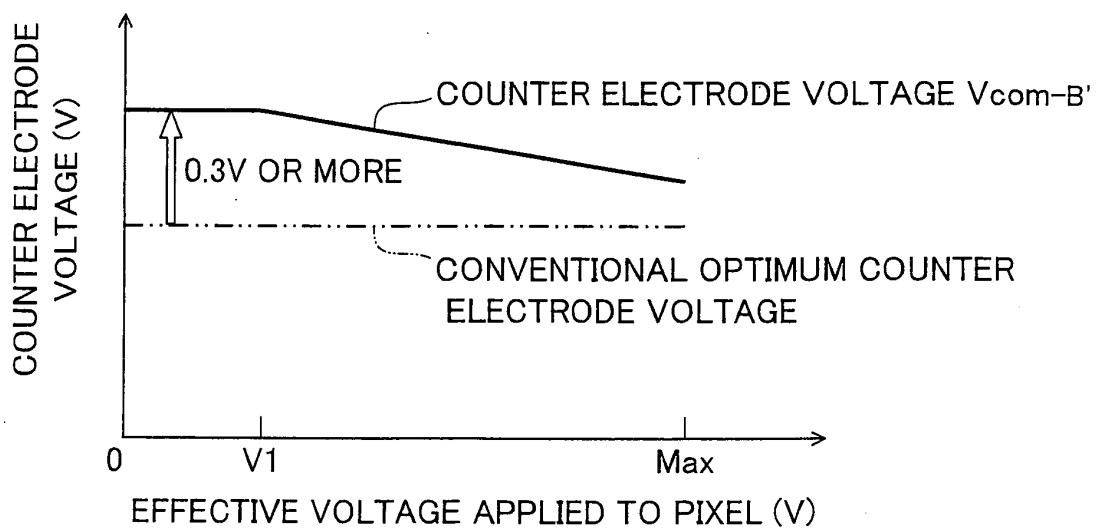 COUNTER ELECTRODE
VOLTAGE (V)
COUNTER ELECTRODE VOLTAGE Vcom-B'
0.3V OR MORE
CONVENTIONAL OPTIMUM COUNTER
ELECTRODE VOLTAGE
0 V1 Max
EFFECTIVE VOLTAGE APPLIED TO PIXEL (V)